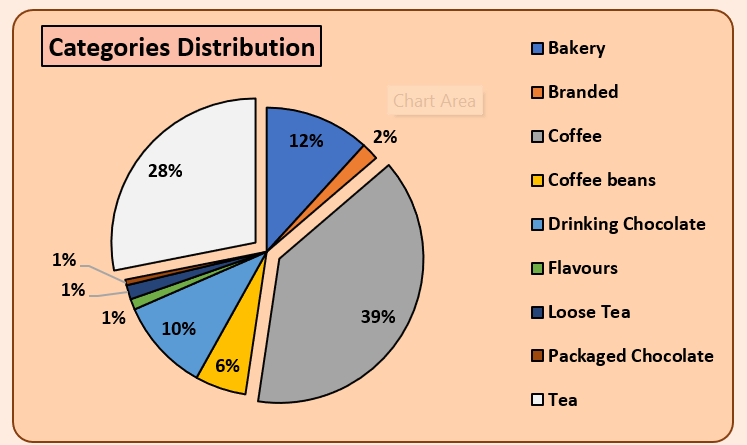 Categories Distribution
Chart Area
12%
2%
28%
39%
6%
10%
1%
1%
1%
Bakery
Branded
Coffee
Coffee beans
Drinking Chocolate
Flavours
Loose Tea
Packaged Chocolate
Tea